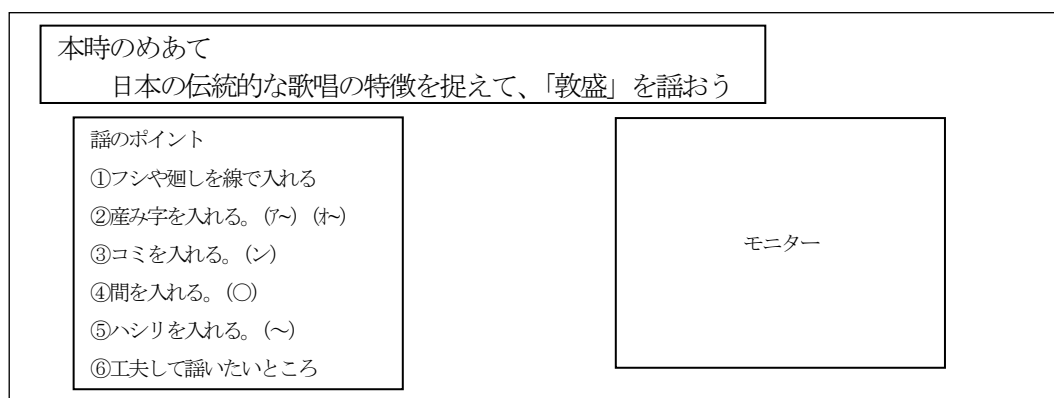 本時のめあて
日本の伝統的な歌唱の特徴を捉えて、「敦盛」を謡おう
謡のポイント
①フシや廻しを線で入れる
②産み字を入れる。(ｱ~)(ｵ~)
③コミを入れる。(ン)
④間を入れる。(○)
⑤ハシリを入れる。(～)
⑥工夫して謡いたいところ
モニター